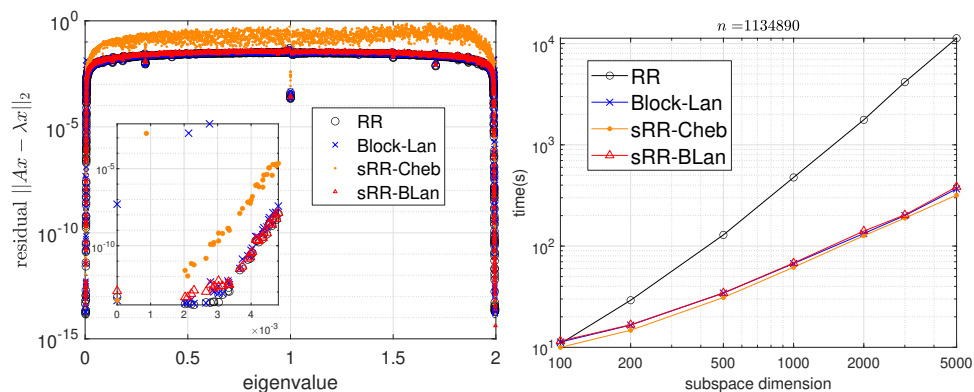 10^0
10^-5
10^-10
10^-15
residual ||Ax − λx||_2
0 0.5 1 1.5 2
eigenvalue
RR
Block-Lan
sRR-Cheb
sRR-BLan
10^-5
10^-10
0 1 2 3 4
×10^-3
n =1134890
10^4
10^3
10^2
10^1
time(s)
100 200 500 1000 2000 5000
subspace dimension
RR
Block-Lan
sRR-Cheb
sRR-BLan